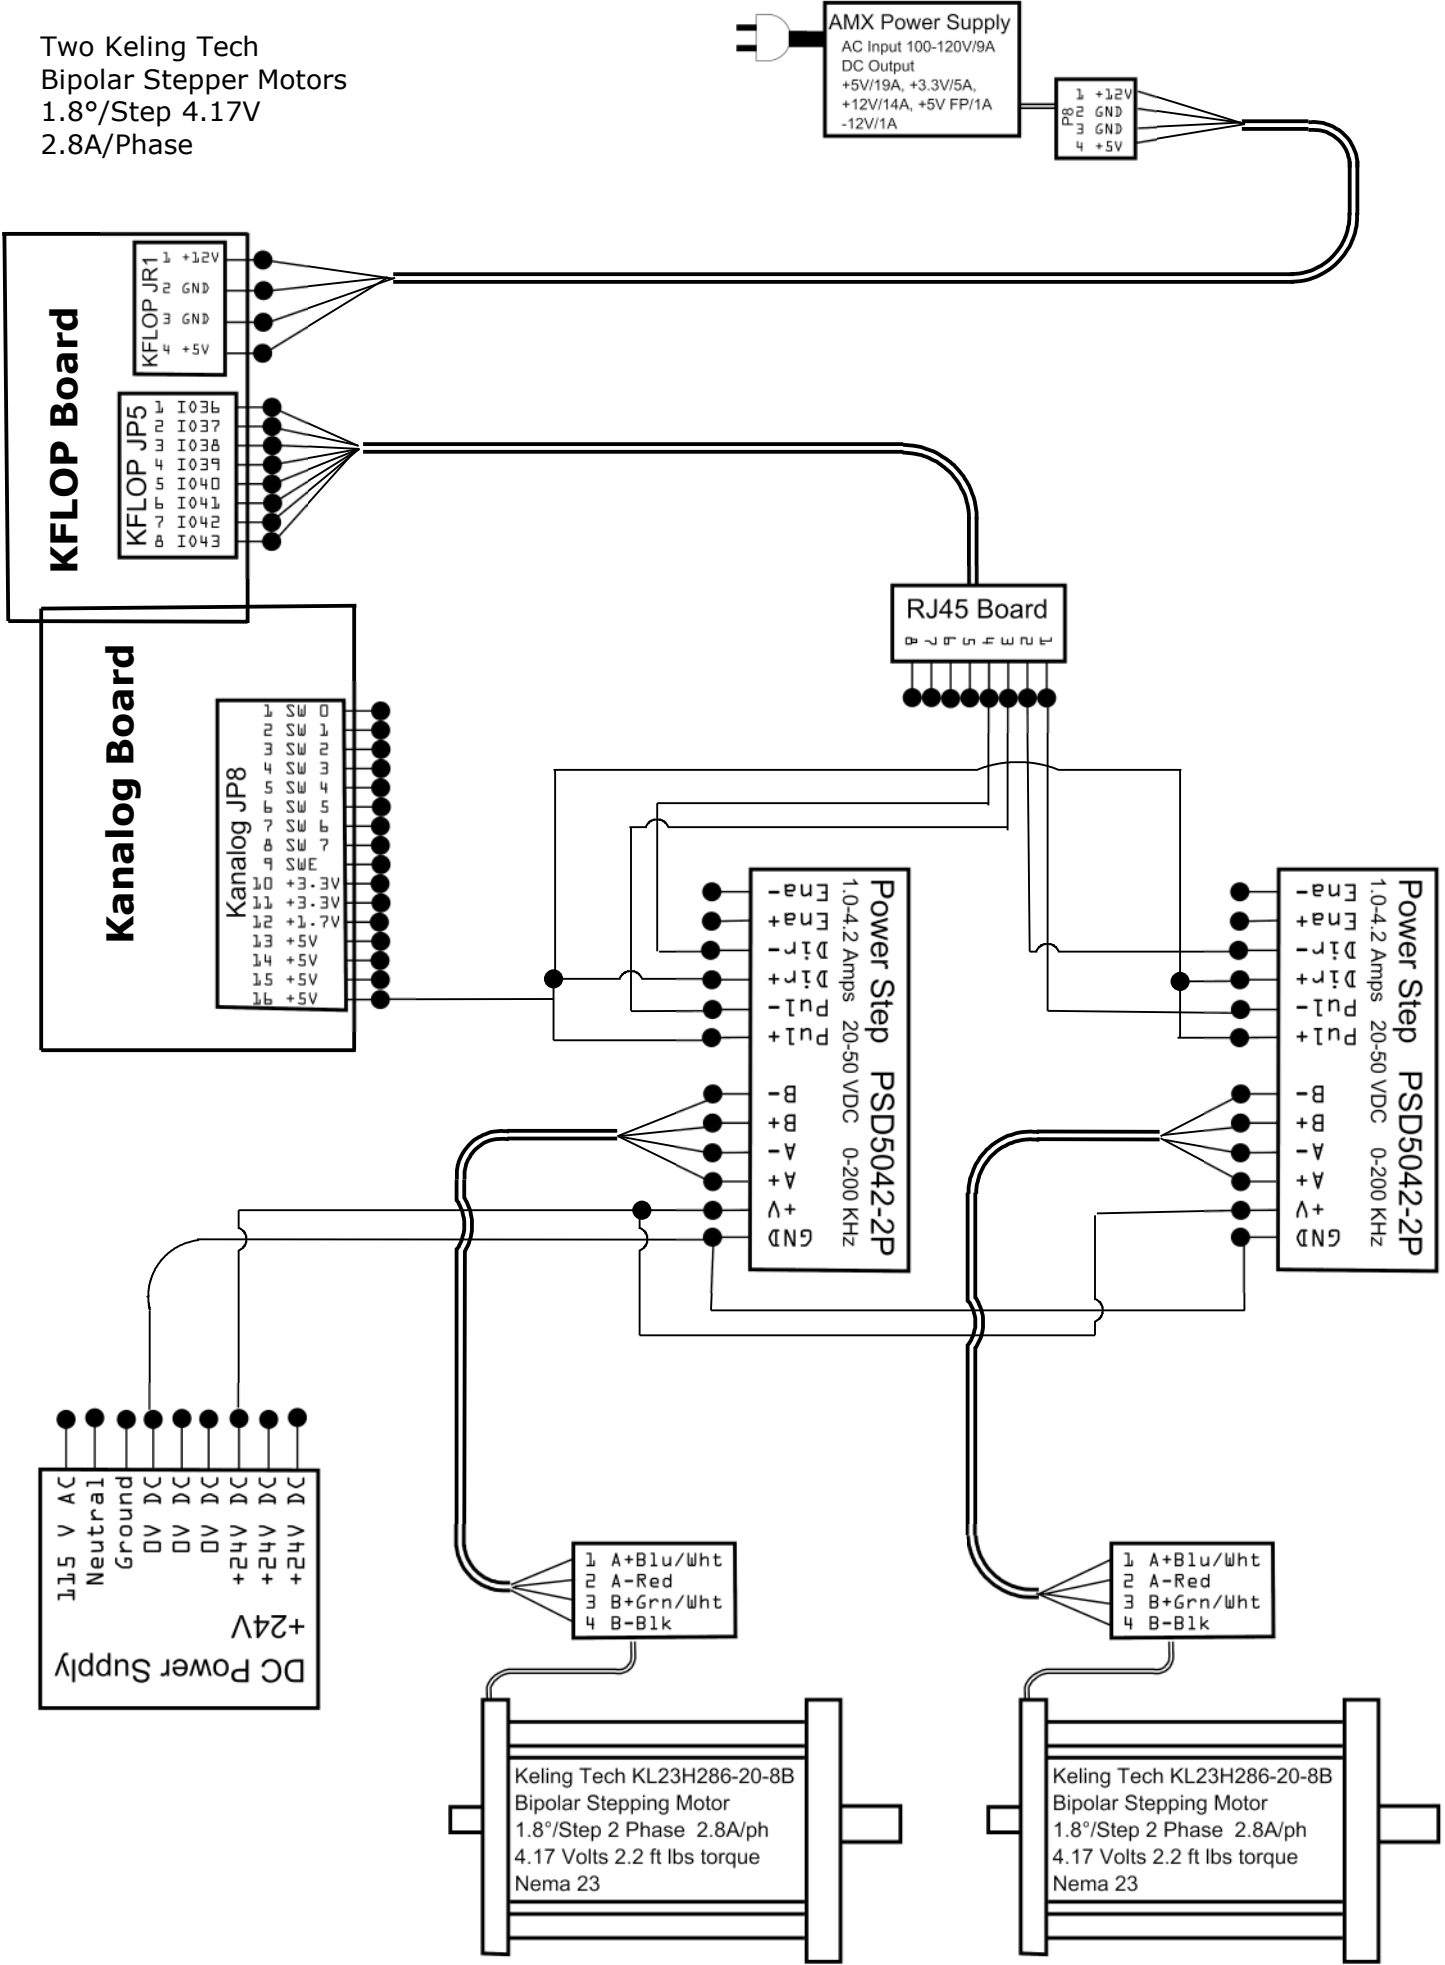 Two Keling Tech
Bipolar Stepper Motors
1.8°/Step 4.17V
2.8A/Phase
AMX Power Supply
AC Input 100-120V/9A
DC Output
+5V/19A, +3.3V/5A,
+12V/14A, +5V FP/1A
-12V/1A
P8
1 +12V
2 GND
3 GND
4 +5V
KFLOP Board
KFLOP JR1
1 +12V
2 GND
3 GND
4 +5V
KFLOP JP5
1 IO36
2 IO37
3 IO38
4 IO39
5 IO40
6 IO41
7 IO42
8 IO43
RJ45 Board
8 7 6 5 4 3 2 1
Kanalog Board
Kanalog JP8
1 SW 0
2 SW 1
3 SW 2
4 SW 3
5 SW 4
6 SW 5
7 SW 6
8 SW 7
9 SWE
10 +3.3V
11 +3.3V
12 +1.7V
13 +5V
14 +5V
15 +5V
16 +5V
Power Step PSD5042-2P
1.0-4.2 Amps 20-50 VDC 0-200 KHz
Ena-
Ena+
Dir-
Dir+
Pul-
Pul+
B-
B+
A-
A+
+V
GND
Power Step PSD5042-2P
1.0-4.2 Amps 20-50 VDC 0-200 KHz
Ena-
Ena+
Dir-
Dir+
Pul-
Pul+
B-
B+
A-
A+
+V
GND
115 V AC
Neutral
Ground
0V DC
0V DC
0V DC
+24V DC
+24V DC
+24V DC
+24V
DC Power Supply
1 A+Blu/Wht
2 A-Red
3 B+Grn/Wht
4 B-Blk
1 A+Blu/Wht
2 A-Red
3 B+Grn/Wht
4 B-Blk
Keling Tech KL23H286-20-8B
Bipolar Stepping Motor
1.8°/Step 2 Phase 2.8A/ph
4.17 Volts 2.2 ft lbs torque
Nema 23
Keling Tech KL23H286-20-8B
Bipolar Stepping Motor
1.8°/Step 2 Phase 2.8A/ph
4.17 Volts 2.2 ft lbs torque
Nema 23